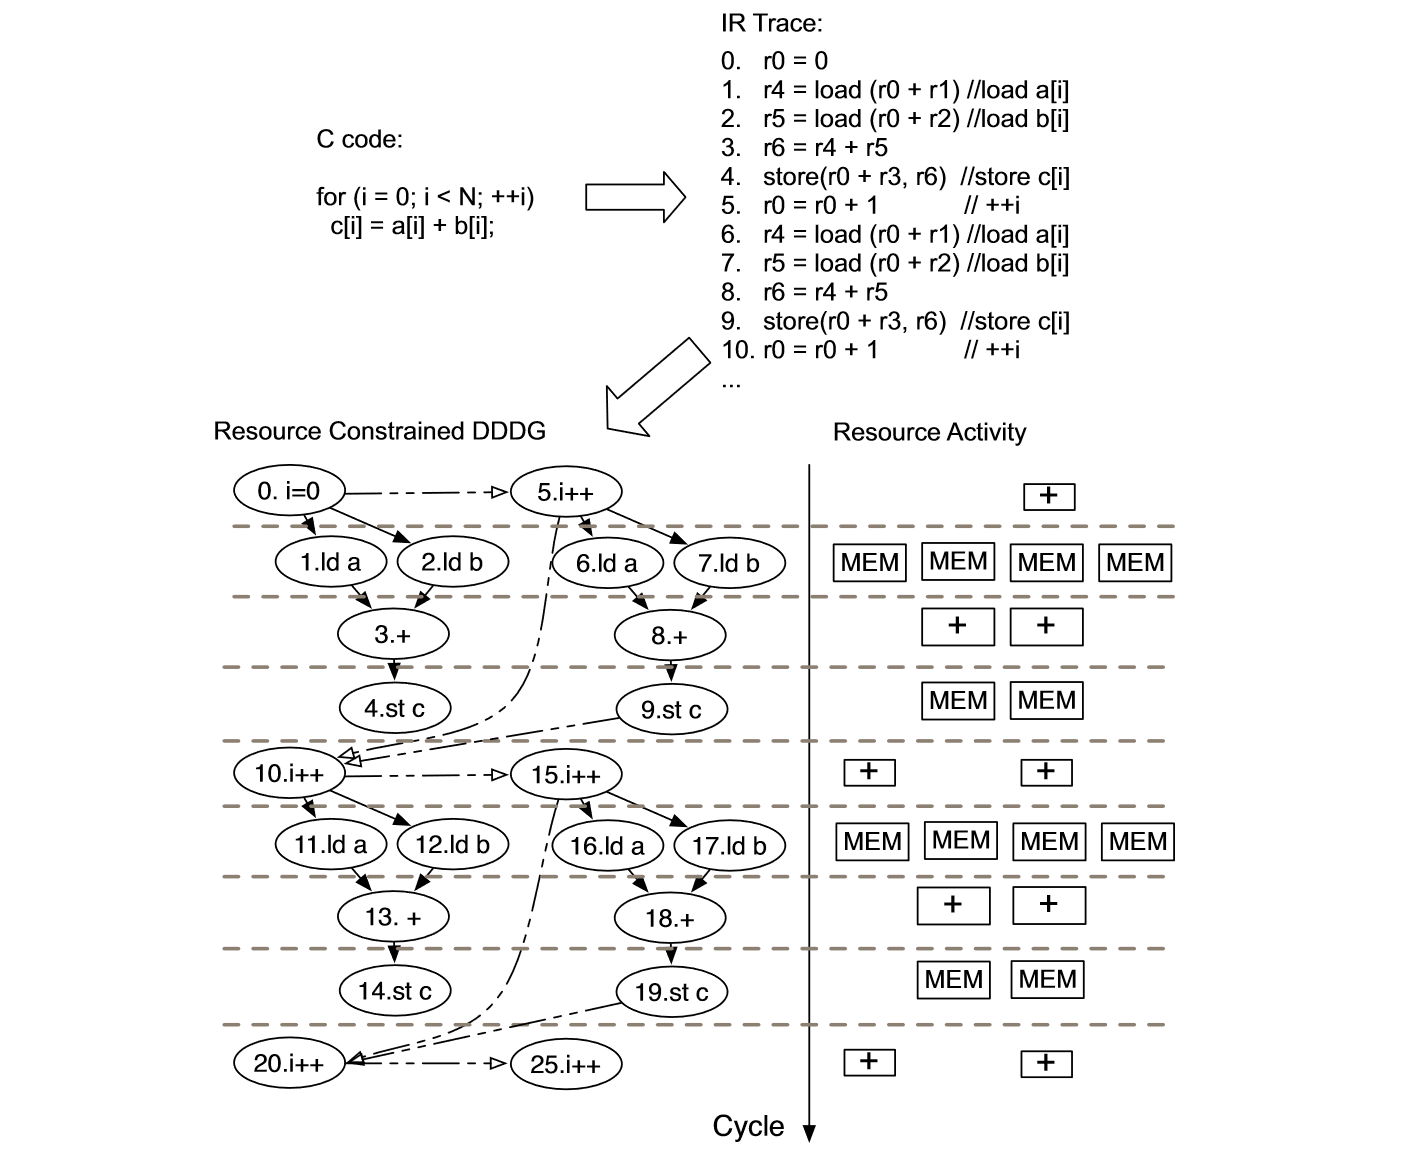 IR Trace:
0. r0 = 0
1. r4 = load (r0 + r1) //load a[i]
2. r5 = load (r0 + r2) //load b[i]
3. r6 = r4 + r5
4. store(r0 + r3, r6) //store c[i]
5. r0 = r0 + 1 // ++i
6. r4 = load (r0 + r1) //load a[i]
7. r5 = load (r0 + r2) //load b[i]
8. r6 = r4 + r5
9. store(r0 + r3, r6) //store c[i]
10. r0 = r0 + 1 // ++i
...
C code:
for (i = 0; i < N; ++i)
c[i] = a[i] + b[i];
Resource Constrained DDDG
Resource Activity
0. i=0 5.i++ +
1.ld a 2.ld b 6.ld a 7.ld b MEM MEM MEM MEM
3.+ 8.+ + +
4.st c 9.st c MEM MEM
10.i++ 15.i++ + +
11.ld a 12.ld b 16.ld a 17.ld b MEM MEM MEM MEM
13. + 18.+ + +
14.st c 19.st c MEM MEM
20.i++ 25.i++ + +
Cycle